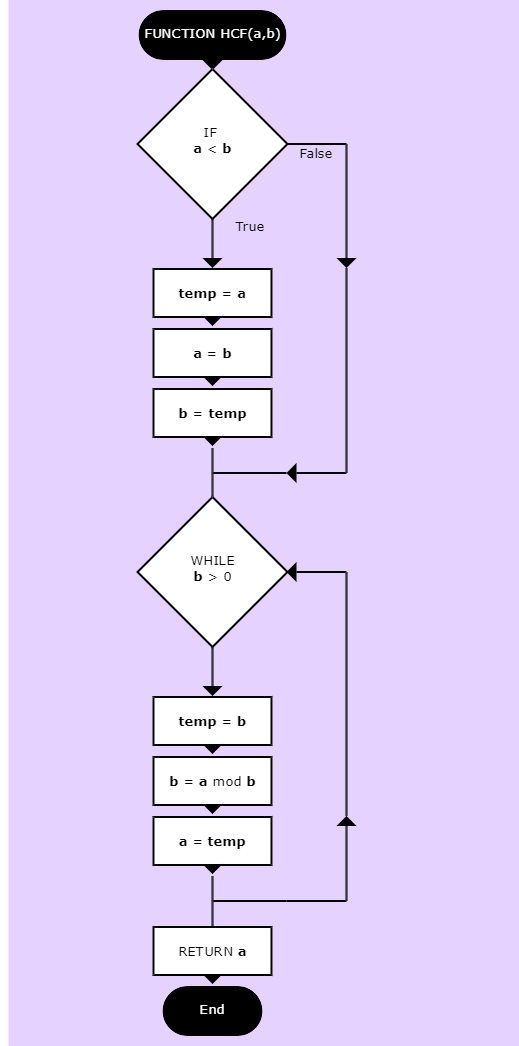 FUNCTION HCF(a,b)
IF
a < b
False
True
temp = a
a = b
b = temp
WHILE
b > 0
temp = b
b = a mod b
a = temp
RETURN a
End